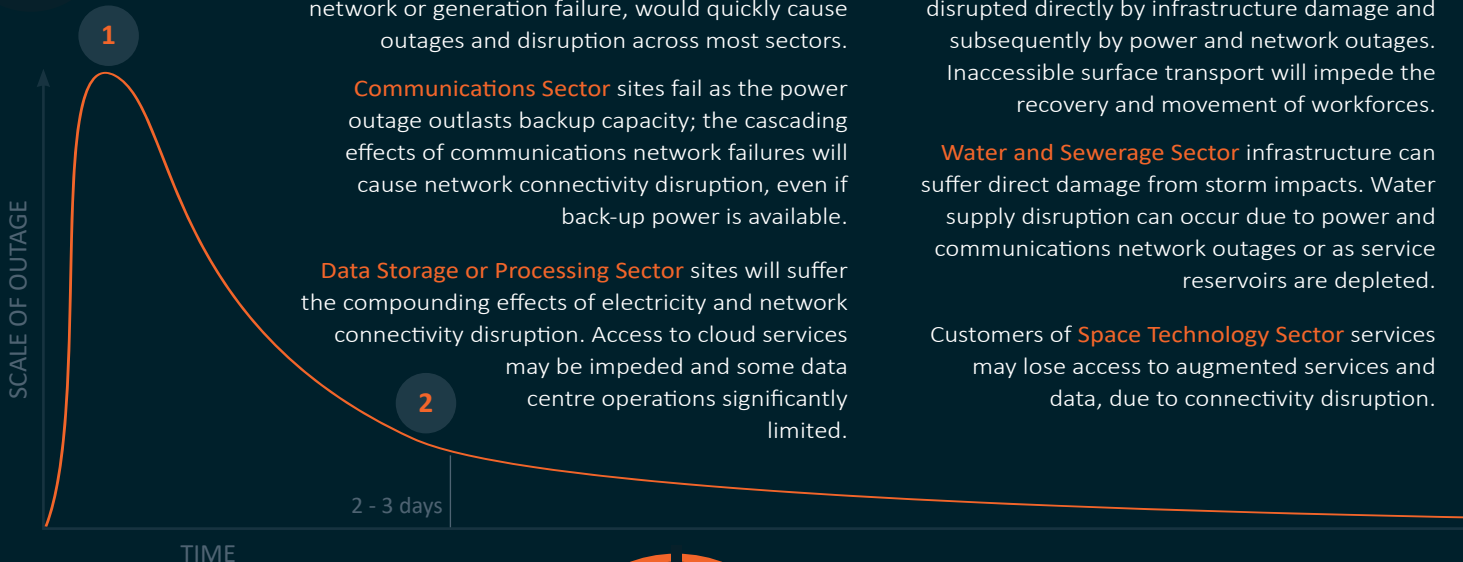 1
network or generation failure, would quickly cause
outages and disruption across most sectors.
Communications Sector sites fail as the power
outage outlasts backup capacity; the cascading
effects of communications network failures will
cause network connectivity disruption, even if
back-up power is available.
Data Storage or Processing Sector sites will suffer
the compounding effects of electricity and network
connectivity disruption. Access to cloud services
may be impeded and some data
centre operations significantly
limited.
disrupted directly by infrastructure damage and
subsequently by power and network outages.
Inaccessible surface transport will impede the
recovery and movement of workforces.
Water and Sewerage Sector infrastructure can
suffer direct damage from storm impacts. Water
supply disruption can occur due to power and
communications network outages or as service
reservoirs are depleted.
Customers of Space Technology Sector services
may lose access to augmented services and
data, due to connectivity disruption.
SCALE OF OUTAGE
2
2 - 3 days
TIME